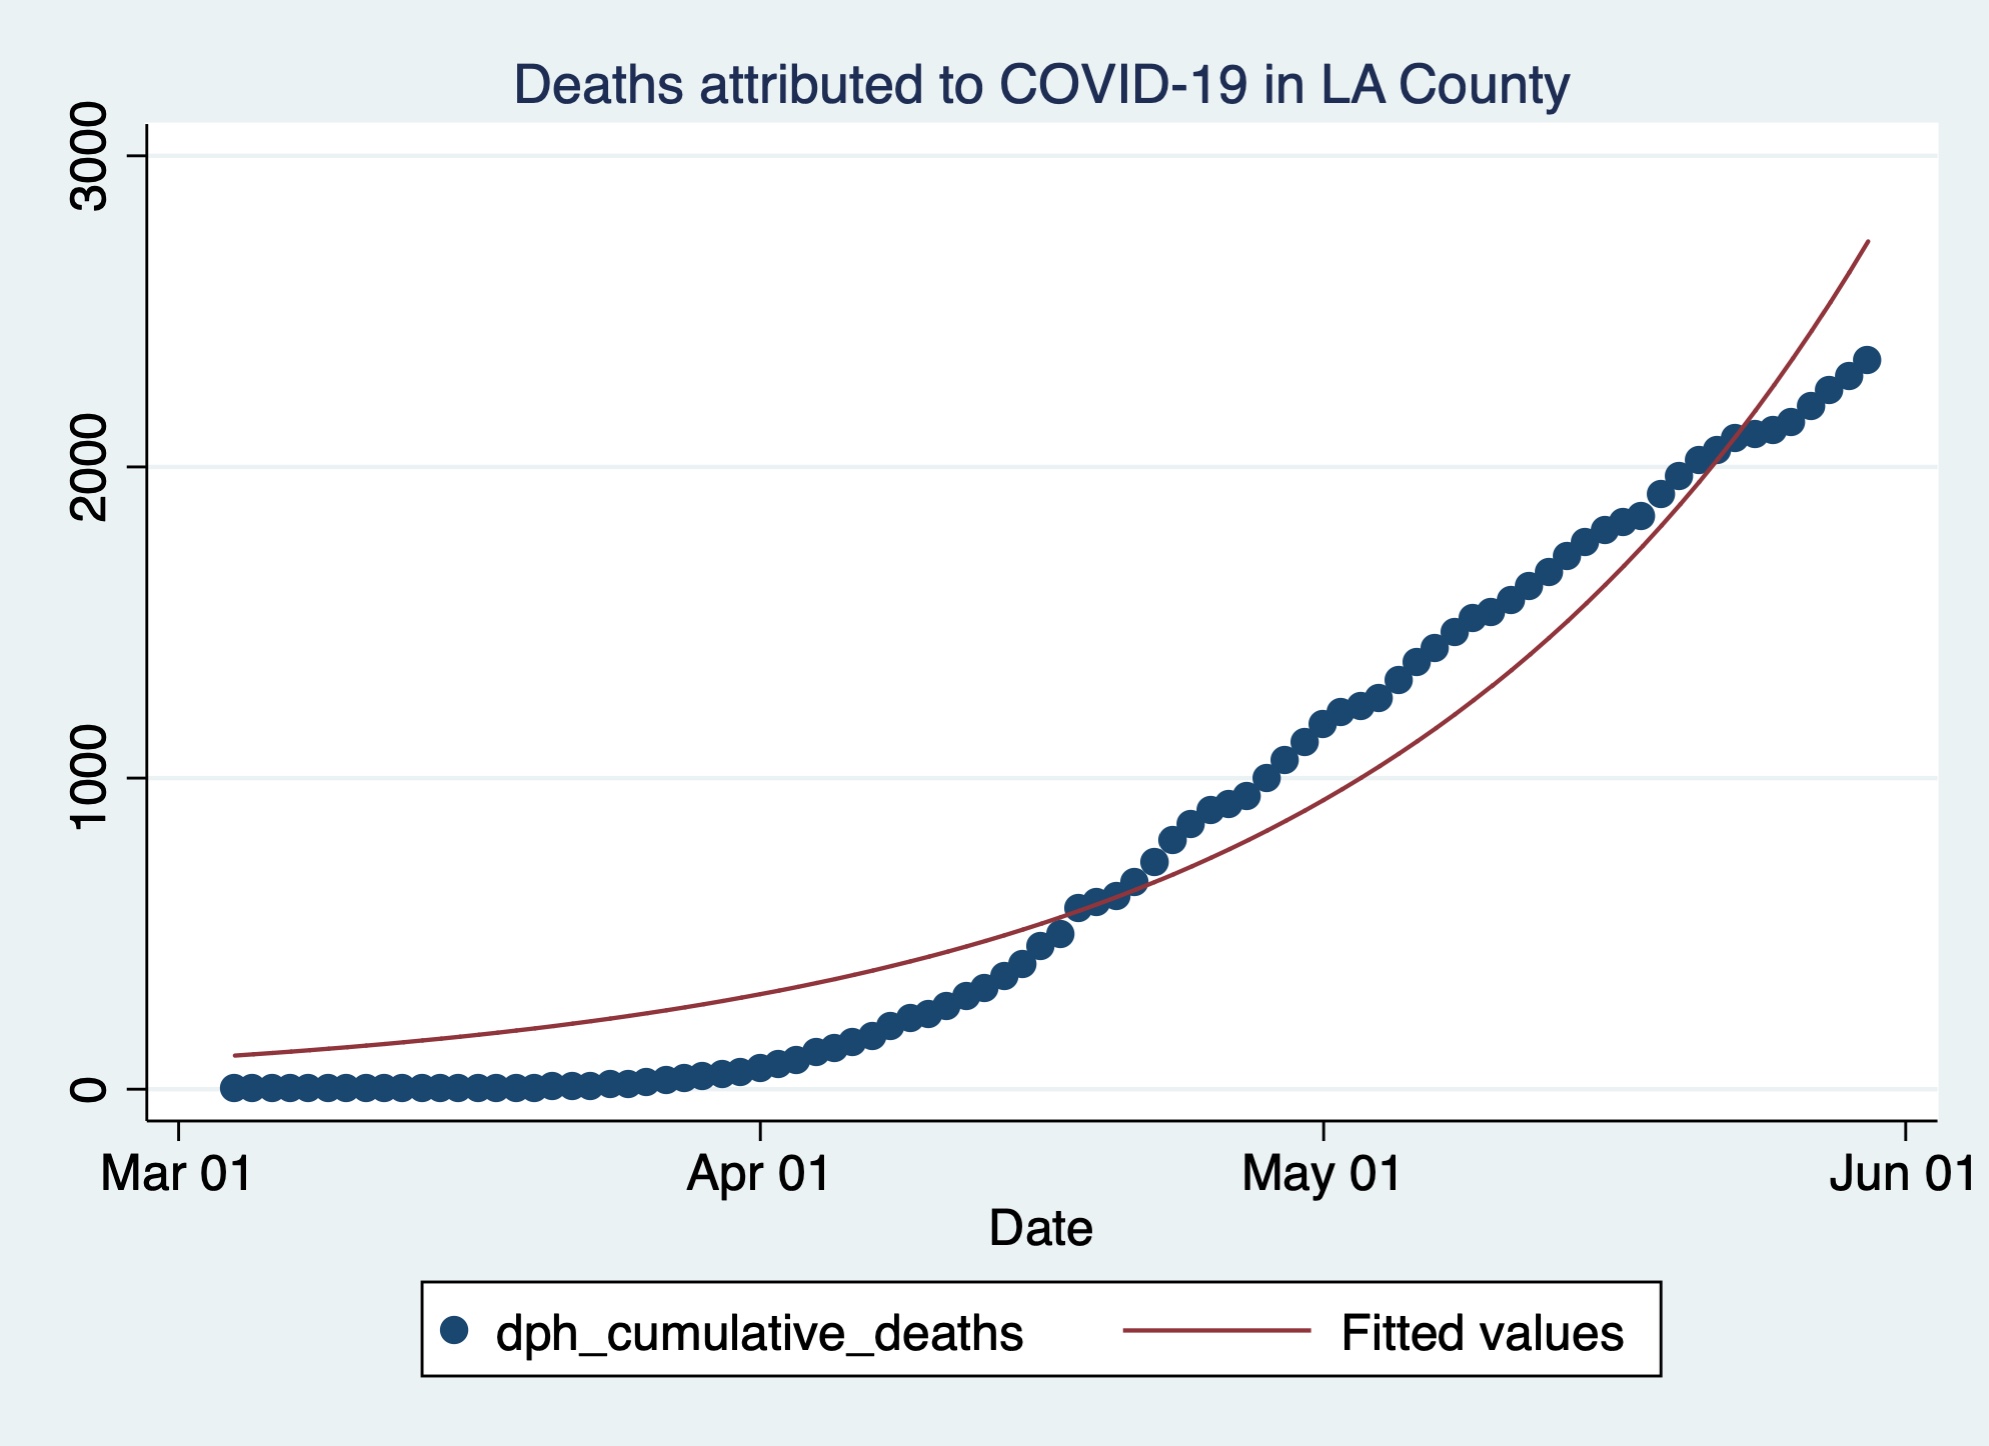 Deaths attributed to COVID-19 in LA County
3000
2000
1000
0
Mar 01 Apr 01 May 01 Jun 01
Date
dph_cumulative_deaths Fitted values